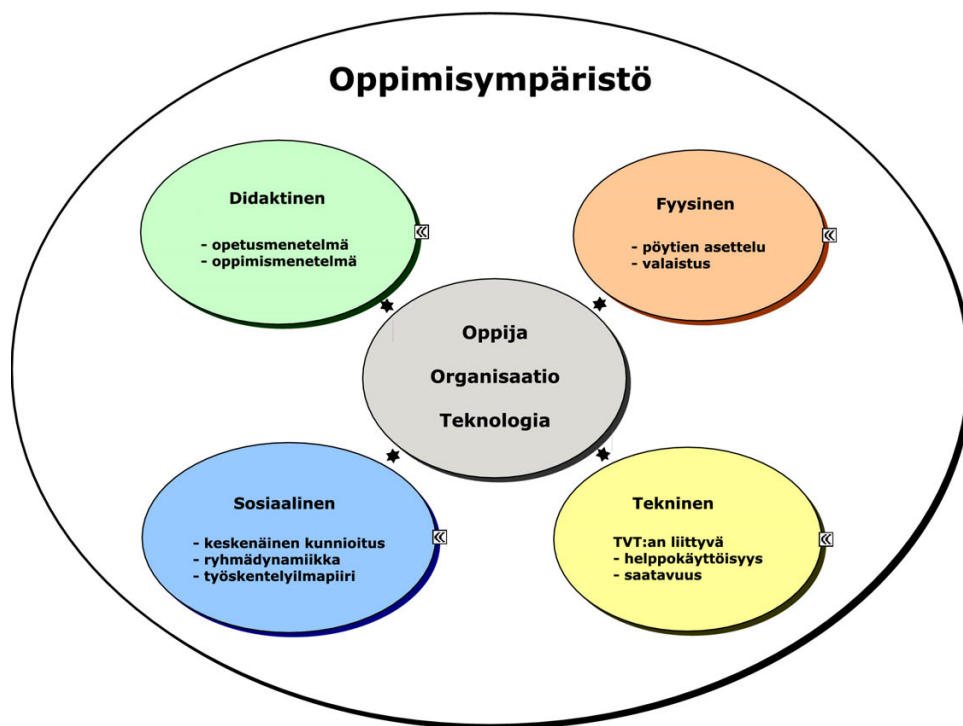 Oppimisympäristö
Didaktinen
- opetusmenetelmä
- oppimismenetelmä
Fyysinen
- pöytien asettelu
- valaistus
Oppija
Organisaatio
Teknologia
Sosiaalinen
- keskenäinen kunnioitus
- ryhmädynamiikka
- työskentelyilmapiiri
Tekninen
TVT:an liittyvä
- helppokäyttöisyys
- saatavuus